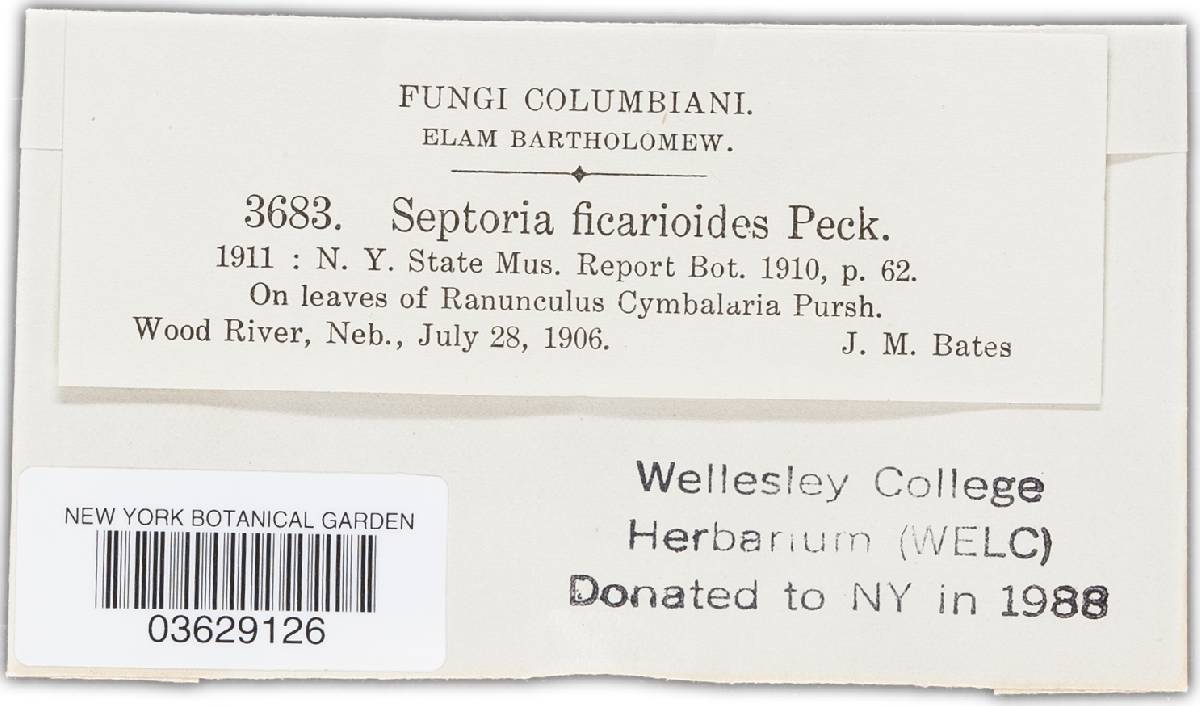 FUNGI COLUMBIANI.
ELAM BARTHOLOMEW.
3683. Septoria ficarioides Peck.
1911 : N. Y. State Mus. Report Bot. 1910, p. 62.
On leaves of Ranunculus Cymbalaria Pursh.
Wood River, Neb., July 28, 1906. J. M. Bates
Wellesley College
Herbarium (WELC)
Donated to NY in 1988
NEW YORK BOTANICAL GARDEN
03629126